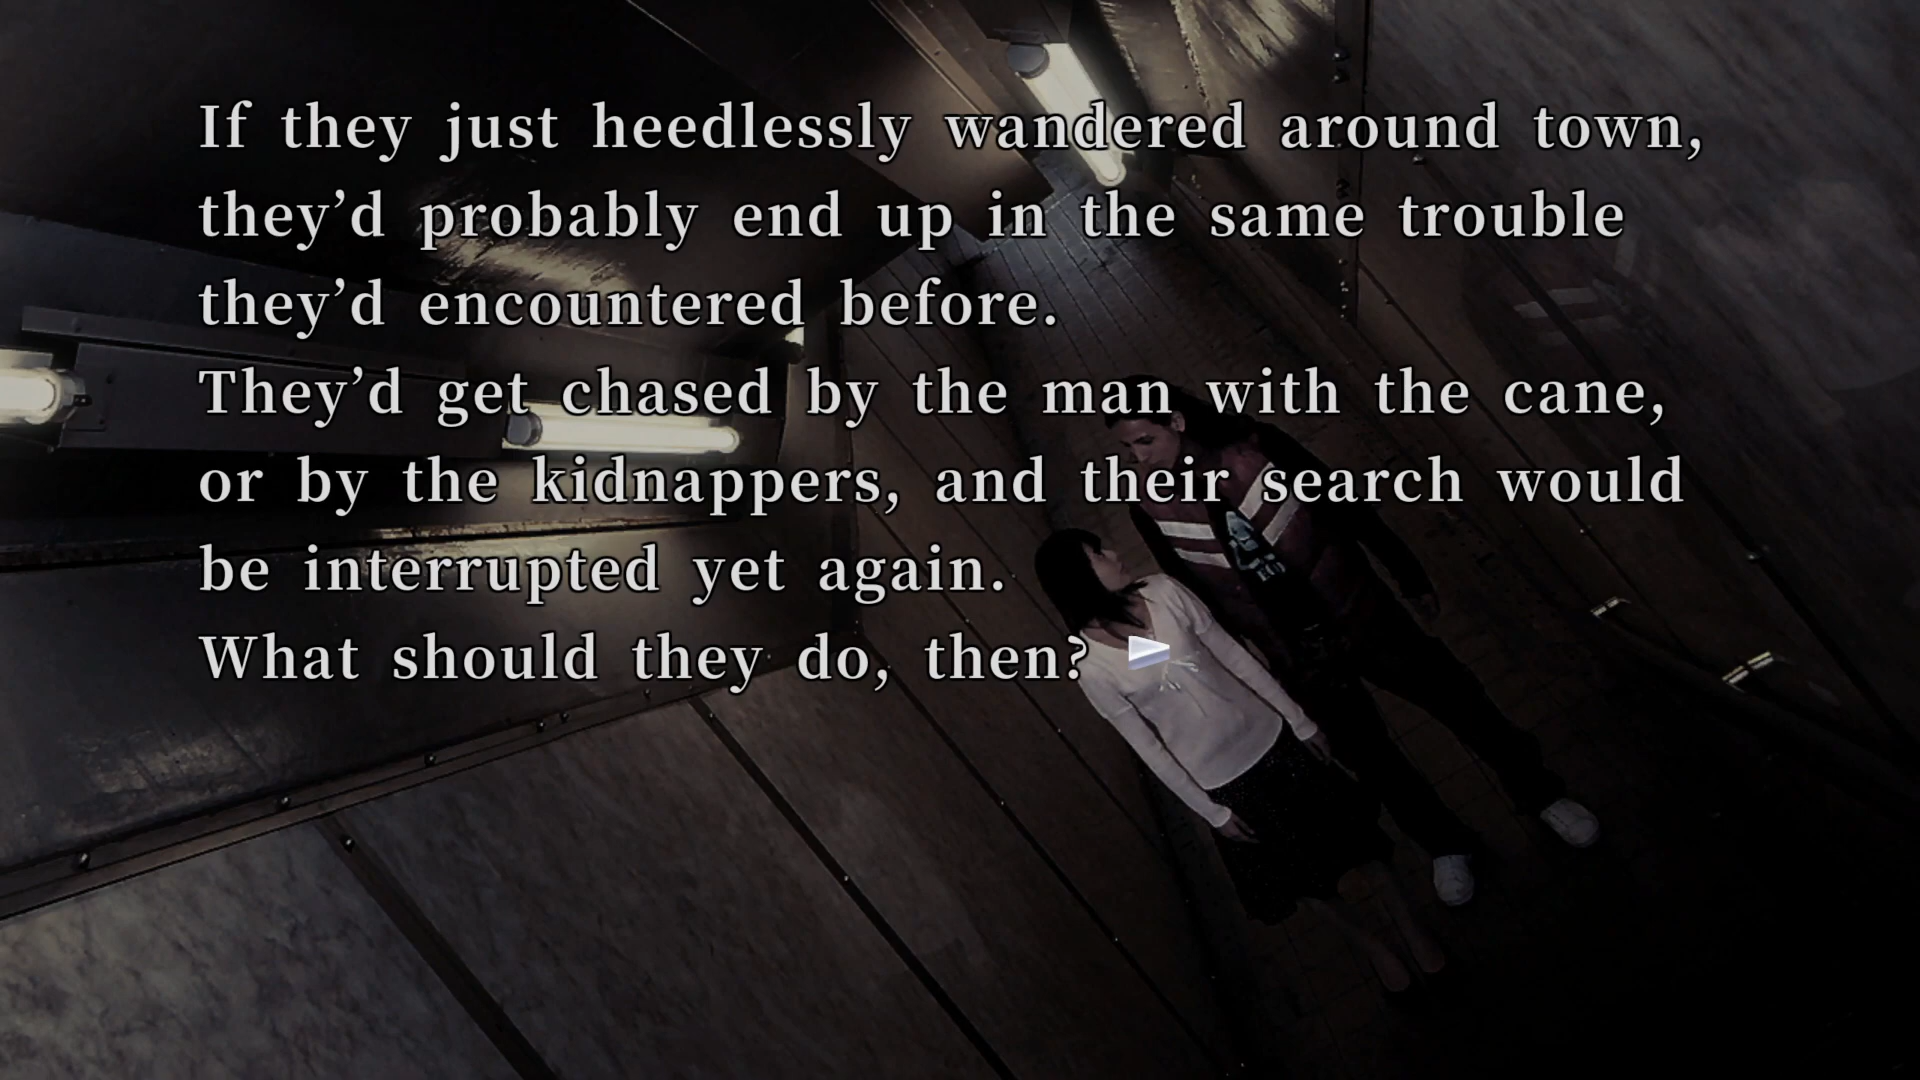 If they just heedlessly wandered around town,
they’d probably end up in the same trouble
they’d encountered before.
They’d get chased by the man with the cane,
or by the kidnappers, and their search would
be interrupted yet again.
What should they do, then?